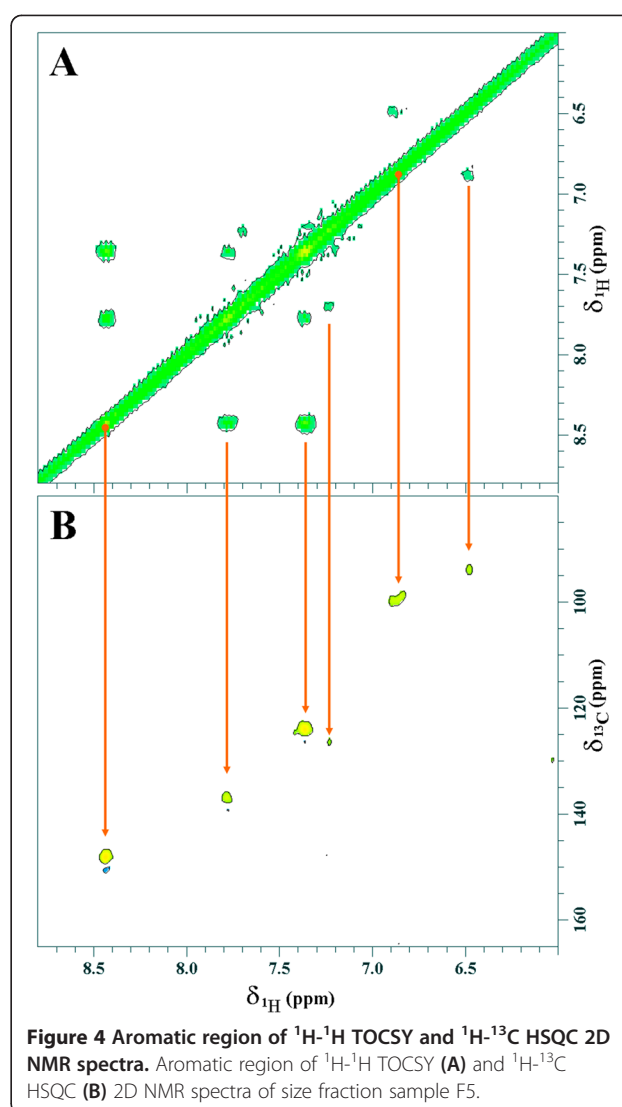 A
6.5
7.0
7.5
8.0
8.5
δ1H (ppm)
B
100
120
140
160
δ13C (ppm)
8.5 8.0 7.5 7.0 6.5
δ1H (ppm)
Figure 4 Aromatic region of ¹H-¹H TOCSY and ¹H-¹³C HSQC 2D
NMR spectra. Aromatic region of ¹H-¹H TOCSY (A) and ¹H-¹³C
HSQC (B) 2D NMR spectra of size fraction sample F5.